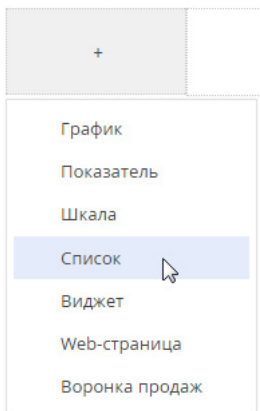 +
График
Показатель
Шкала
Список
Виджет
Web-страница
Воронка продаж